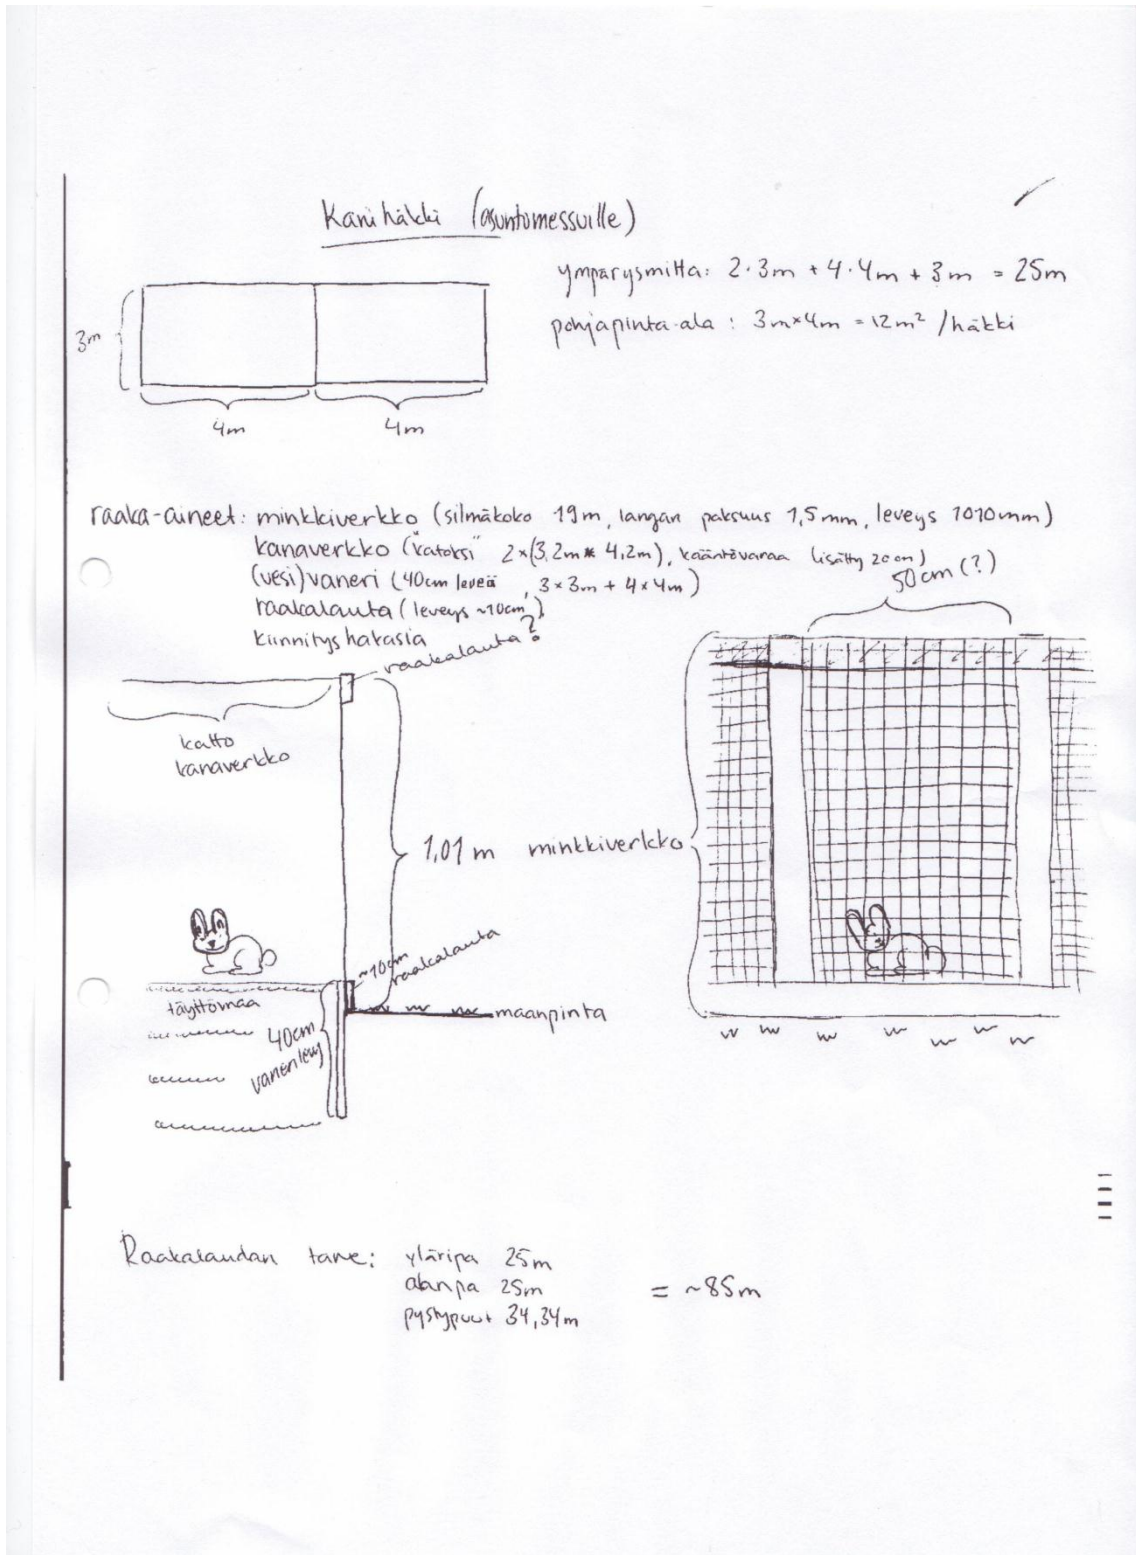 Kanihäkki (asuntomessuille)
ympärysmitta: 2·3m + 4·4m + 3m = 25m
pohjapinta-ala: 3m×4m = 12m² /häkki
3m
4m 4m
raaka-aineet: minkkiverkko (silmäkoko 19m, langan paksuus 1,5mm, leveys 1010mm)
kanaverkko ("katoksi" 2×(3,2m × 4,2m), kääntövaraa lisätty 20cm)
(vesi)vaneri (40cm leveä, 3×3m + 4×4m)
raakalauta (leveys ~10cm)
kiinnityshakasia ?
50cm (?)
raakalauta
katto
kanaverkko
1,01 m minkkiverkko
~10cm
raakalauta
täyttömaa
40cm
vanerilevy
maanpinta
Raakalaudan tarve: yläripa 25m
alaripa 25m = ~85m
pystypuut 34,34m